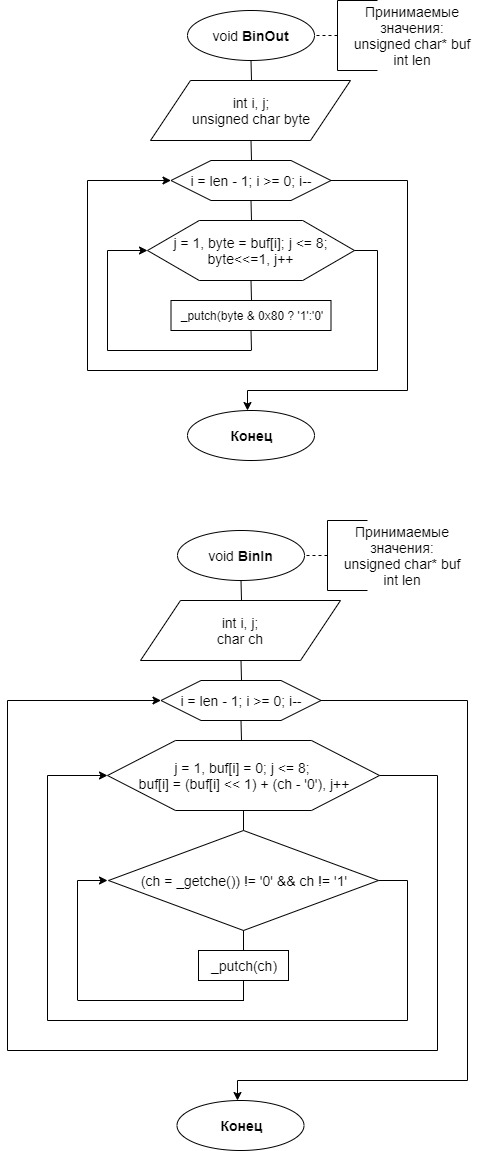 void BinOut
Принимаемые
значения:
unsigned char* buf
int len
int i, j;
unsigned char byte
i = len - 1; i >= 0; i--
j = 1, byte = buf[i]; j <= 8;
byte<<=1, j++
_putch(byte & 0x80 ? '1':'0'
Конец
void BinIn
Принимаемые
значения:
unsigned char* buf
int len
int i, j;
char ch
i = len - 1; i >= 0; i--
j = 1, buf[i] = 0; j <= 8;
buf[i] = (buf[i] << 1) + (ch - '0'), j++
(ch = _getche()) != '0' && ch != '1'
_putch(ch)
Конец